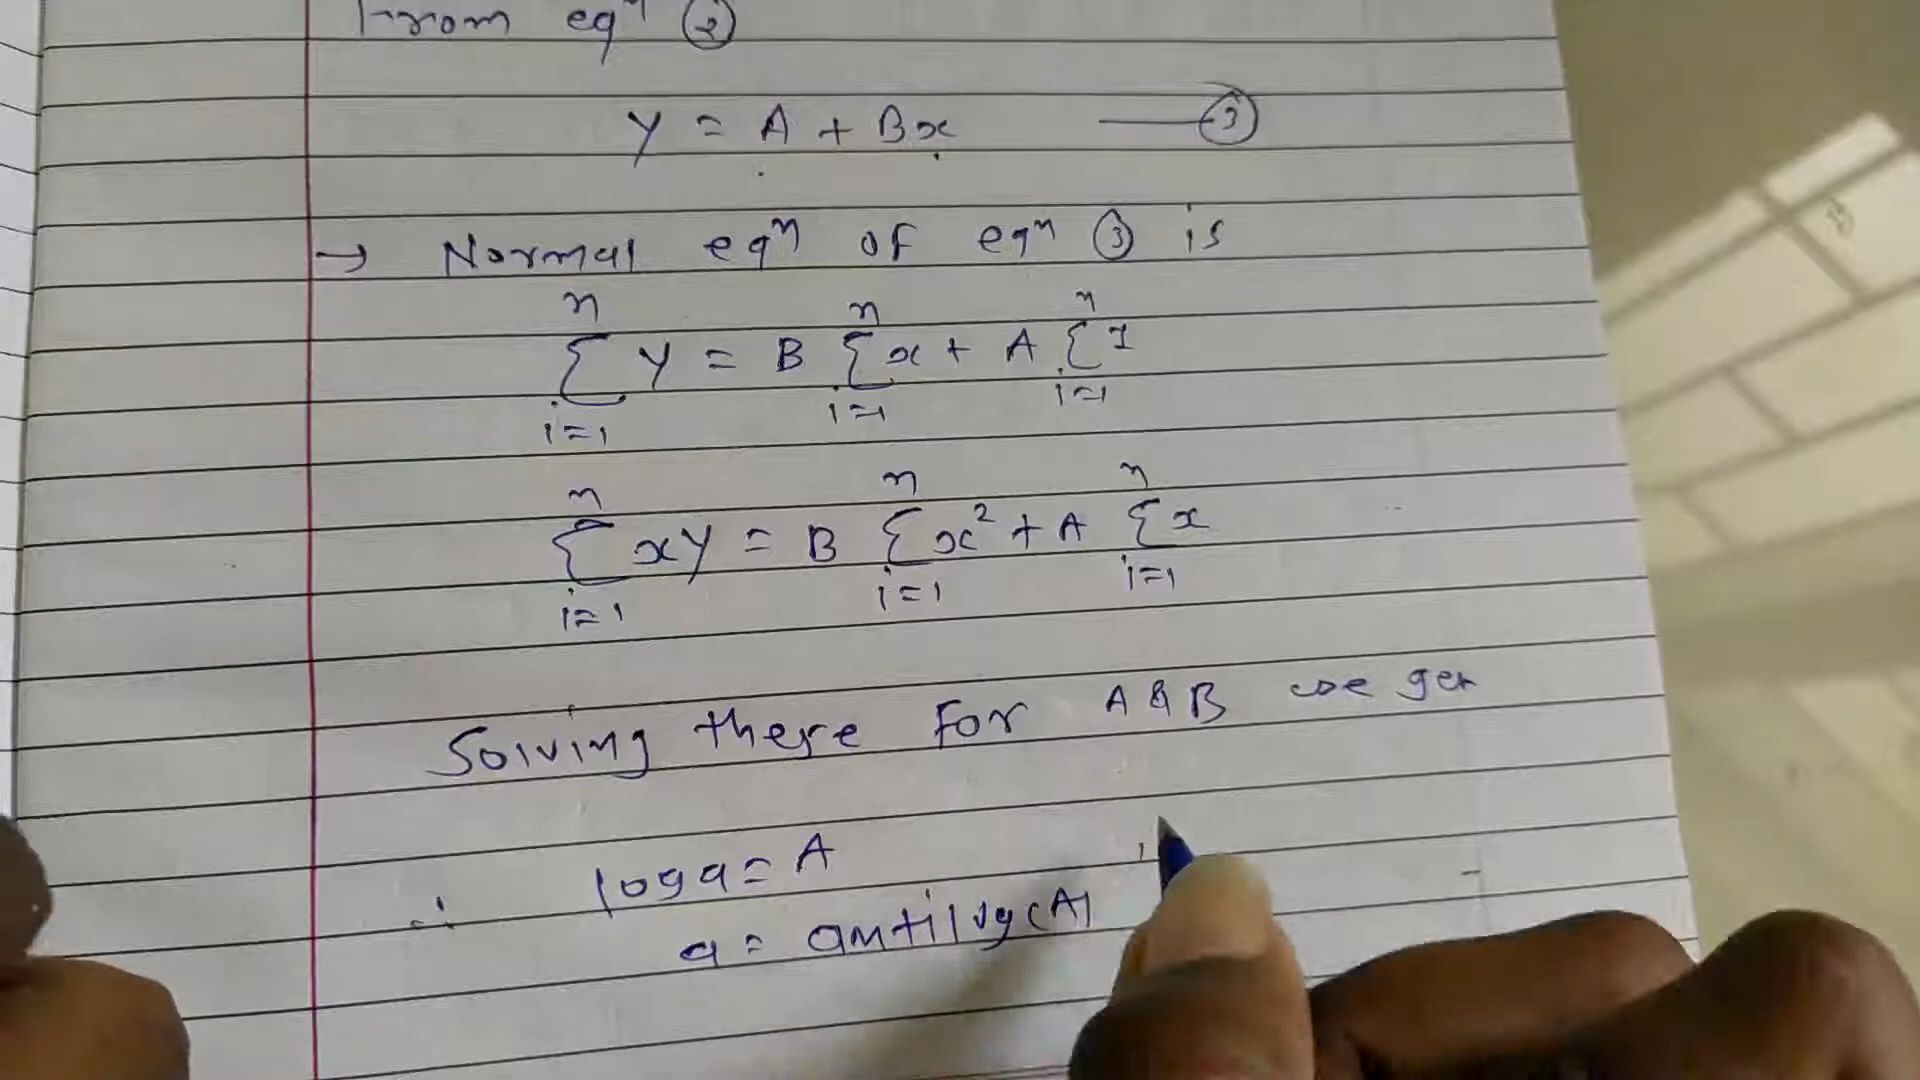 From eqⁿ ②
Y = A + Bx —— ③
→ Normal eqⁿ of eqⁿ ③ is
n n n
Σ Y = B Σ x + A Σ 1
i=1 i=1 i=1
n n n
Σ xY = B Σ x² + A Σ x
i=1 i=1 i=1
Solving there for A & B we get
∴ log a = A
a = antilog(A)